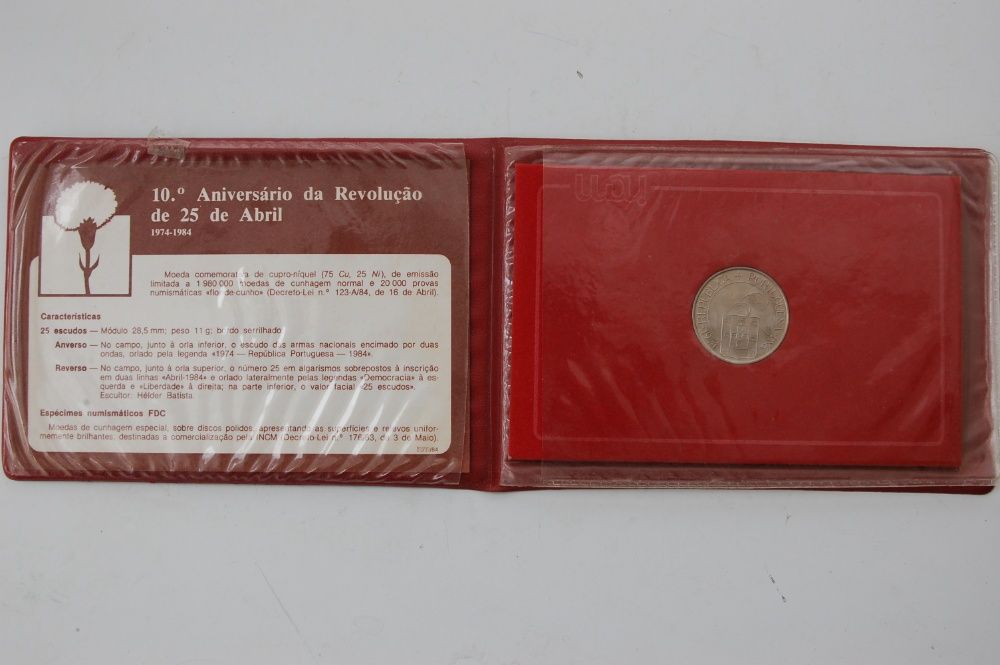 10.º Aniversário da Revolução
de 25 de Abril
1974-1984
Moeda comemorativa de cupro-níquel (75 Cu, 25 Ni), de emissão
limitada a 1 980 000 moedas de cunhagem normal e 20 000 provas
numismáticas «flor-de-cunho» (Decreto-Lei n.º 123-A/84, de 16 de Abril).
Características
25 escudos — Módulo 28,5 mm; peso 11 g; bordo serrilhado
Anverso — No campo, junto à orla inferior, o escudo das armas nacionais encimado por duas
ondas, orlado pela legenda «1974 — República Portuguesa — 1984».
Reverso — No campo, junto à orla superior, o número 25 em algarismos sobrepostos à inscrição
em duas linhas «Abril-1984» e orlado lateralmente pelas legendas «Democracia» à es-
querda e «Liberdade» à direita; na parte inferior, o valor facial «25 escudos».
Escultor: Hélder Batista.
Espécimes numismáticos FDC
Moedas de cunhagem especial, sobre discos polidos, apresentando as superfícies e relevos unifor-
memente brilhantes, destinadas a comercialização pela INCM (Decreto-Lei n.º 176/83, de 3 de Maio).
incm
REPÚBLICA PORTUGUESA